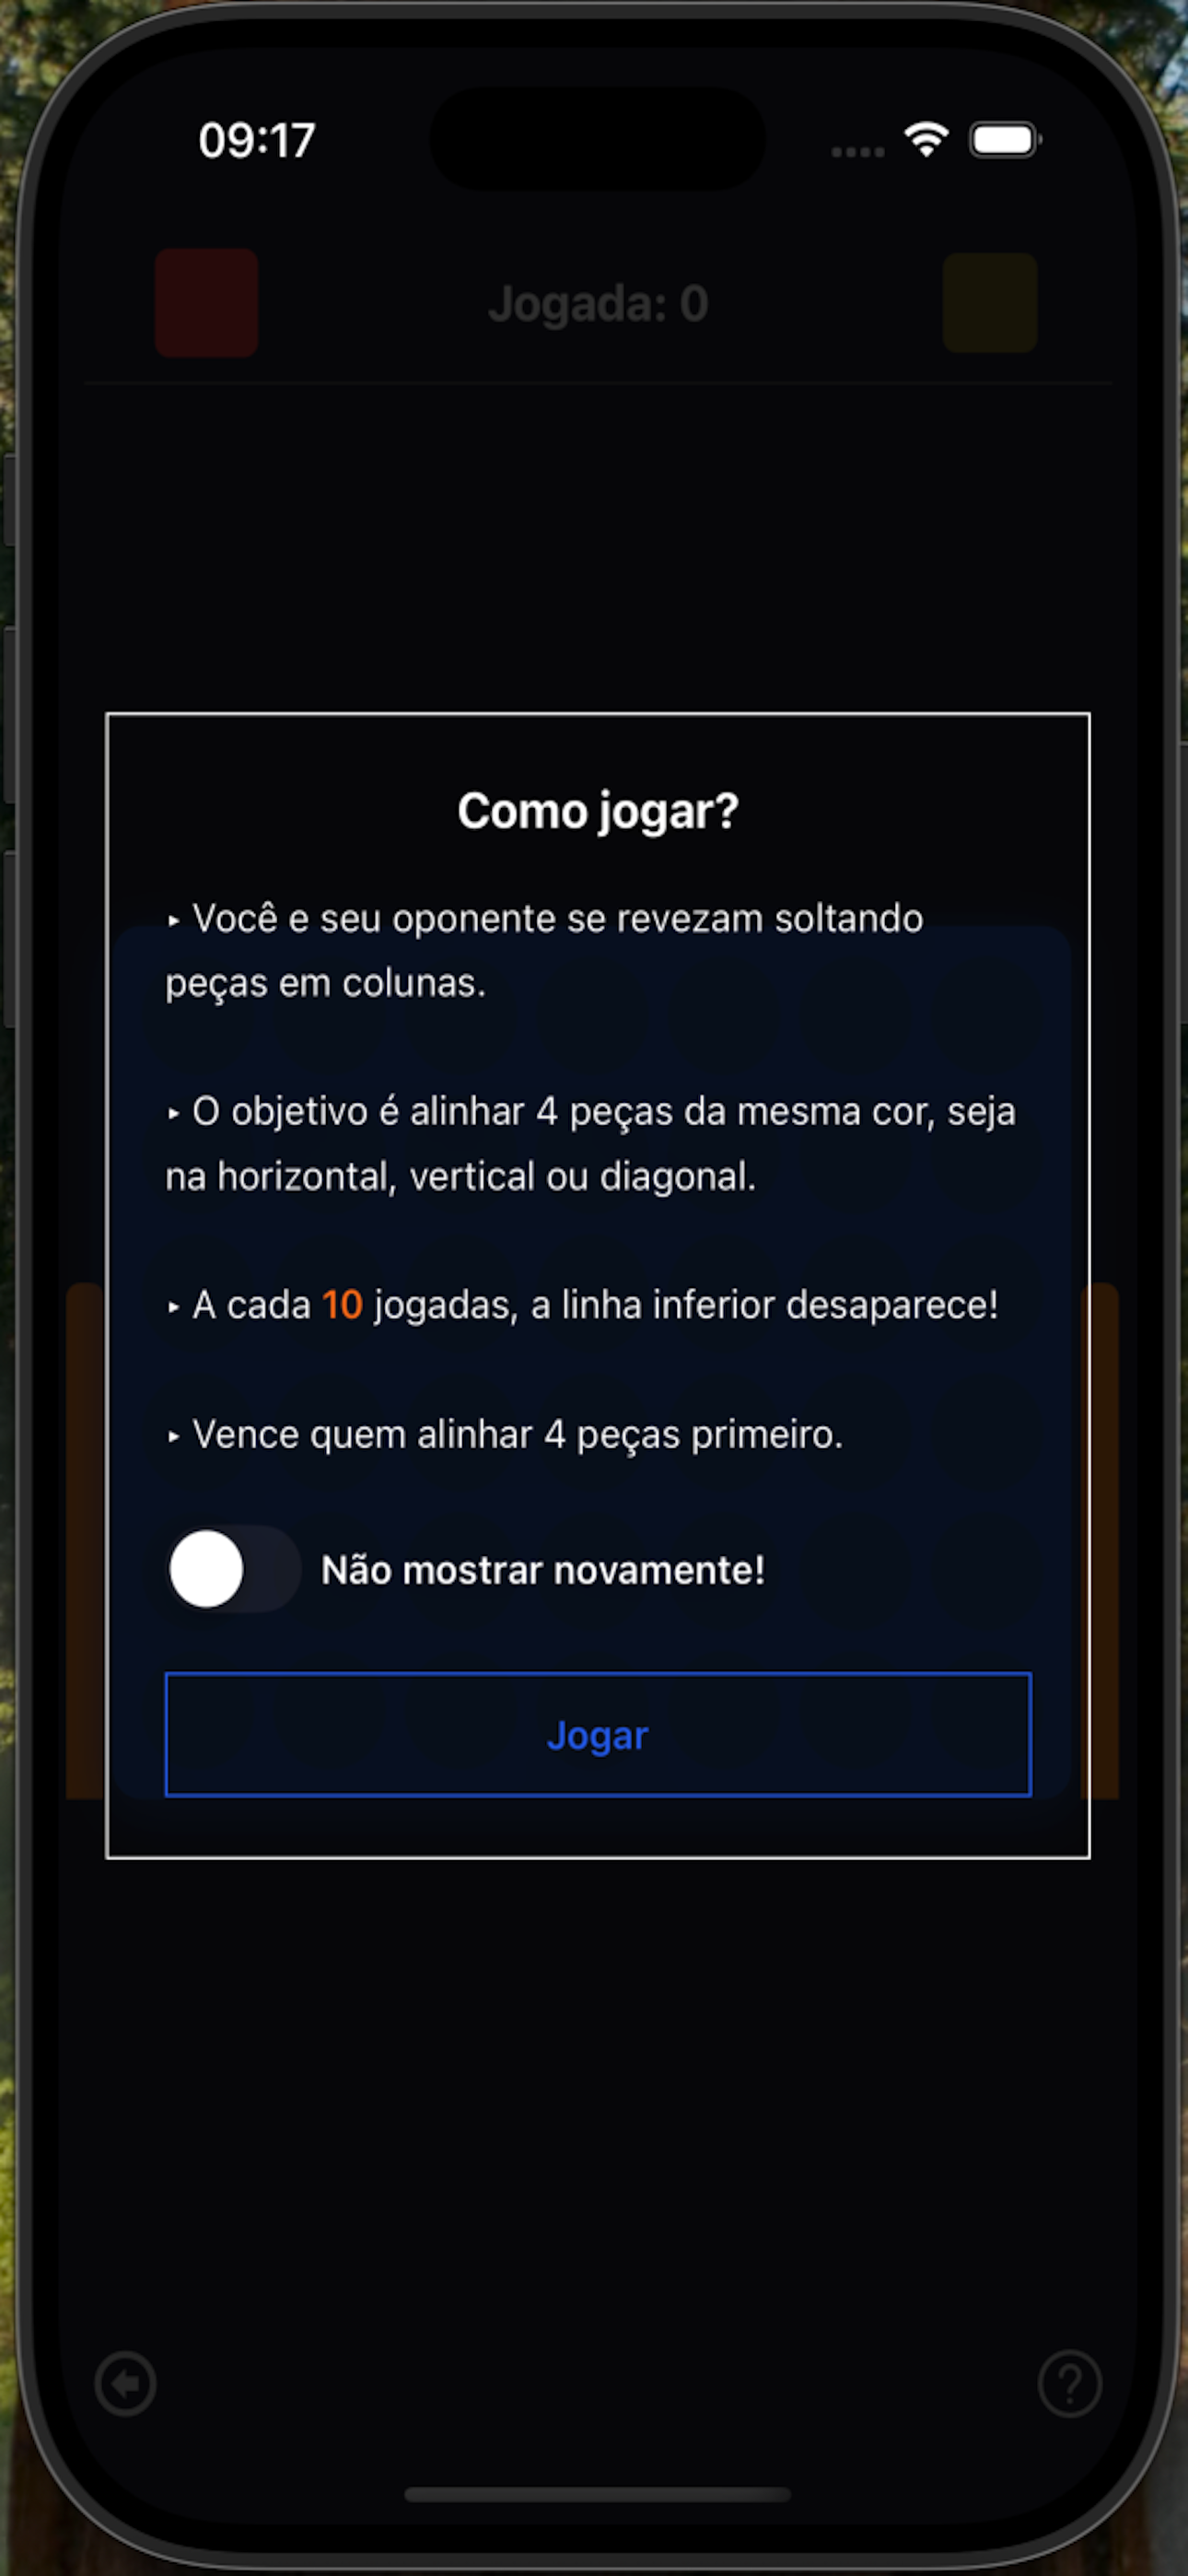 09:17
Jogada: 0
Como jogar?
‣ Você e seu oponente se revezam soltando
peças em colunas.
‣ O objetivo é alinhar 4 peças da mesma cor, seja
na horizontal, vertical ou diagonal.
‣ A cada 10 jogadas, a linha inferior desaparece!
‣ Vence quem alinhar 4 peças primeiro.
Não mostrar novamente!
Jogar
?